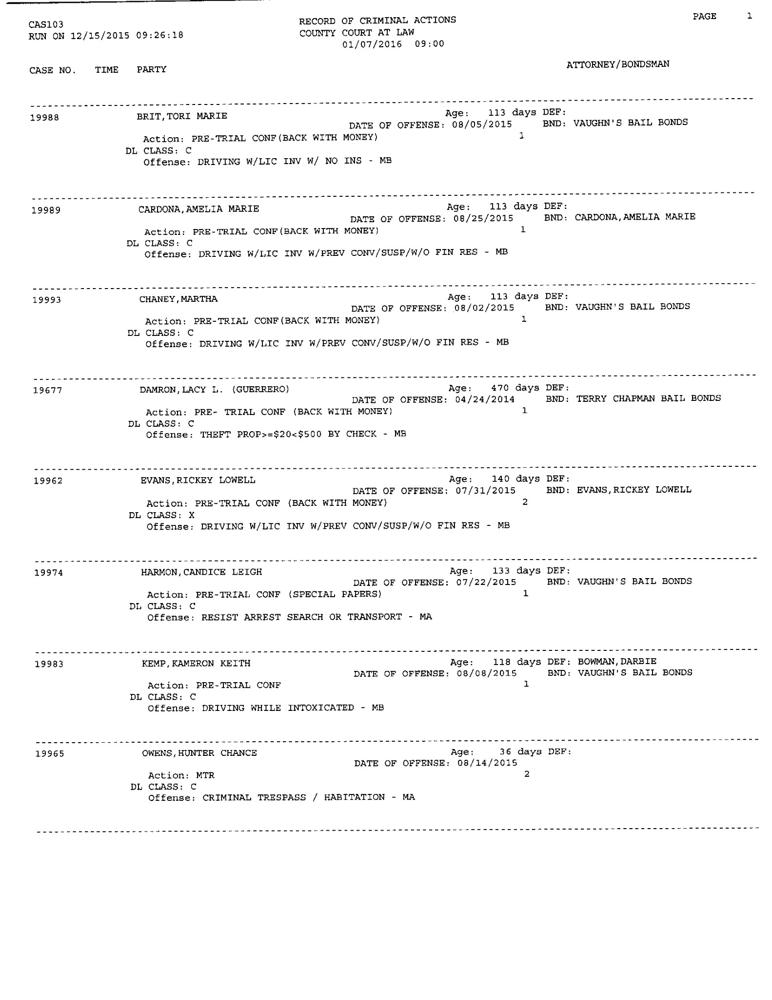 CAS103 RECORD OF CRIMINAL ACTIONS PAGE 1
RUN ON 12/15/2015 09:26:18 COUNTY COURT AT LAW
01/07/2016 09:00
CASE NO. TIME PARTY ATTORNEY/BONDSMAN
19988 BRIT,TORI MARIE Age: 113 days DEF:
DATE OF OFFENSE: 08/05/2015 BND: VAUGHN'S BAIL BONDS
Action: PRE-TRIAL CONF(BACK WITH MONEY) 1
DL CLASS: C
Offense: DRIVING W/LIC INV W/ NO INS - MB
19989 CARDONA,AMELIA MARIE Age: 113 days DEF:
DATE OF OFFENSE: 08/25/2015 BND: CARDONA,AMELIA MARIE
Action: PRE-TRIAL CONF(BACK WITH MONEY) 1
DL CLASS: C
Offense: DRIVING W/LIC INV W/PREV CONV/SUSP/W/O FIN RES - MB
19993 CHANEY,MARTHA Age: 113 days DEF:
DATE OF OFFENSE: 08/02/2015 BND: VAUGHN'S BAIL BONDS
Action: PRE-TRIAL CONF(BACK WITH MONEY) 1
DL CLASS: C
Offense: DRIVING W/LIC INV W/PREV CONV/SUSP/W/O FIN RES - MB
19677 DAMRON,LACY L. (GUERRERO) Age: 470 days DEF:
DATE OF OFFENSE: 04/24/2014 BND: TERRY CHAPMAN BAIL BONDS
Action: PRE- TRIAL CONF (BACK WITH MONEY) 1
DL CLASS: C
Offense: THEFT PROP>=$20<$500 BY CHECK - MB
19962 EVANS,RICKEY LOWELL Age: 140 days DEF:
DATE OF OFFENSE: 07/31/2015 BND: EVANS,RICKEY LOWELL
Action: PRE-TRIAL CONF (BACK WITH MONEY) 2
DL CLASS: X
Offense: DRIVING W/LIC INV W/PREV CONV/SUSP/W/O FIN RES - MB
19974 HARMON,CANDICE LEIGH Age: 133 days DEF:
DATE OF OFFENSE: 07/22/2015 BND: VAUGHN'S BAIL BONDS
Action: PRE-TRIAL CONF (SPECIAL PAPERS) 1
DL CLASS: C
Offense: RESIST ARREST SEARCH OR TRANSPORT - MA
19983 KEMP,KAMERON KEITH Age: 118 days DEF: BOWMAN,DARBIE
DATE OF OFFENSE: 08/08/2015 BND: VAUGHN'S BAIL BONDS
Action: PRE-TRIAL CONF 1
DL CLASS: C
Offense: DRIVING WHILE INTOXICATED - MB
19965 OWENS,HUNTER CHANCE Age: 36 days DEF:
DATE OF OFFENSE: 08/14/2015
Action: MTR 2
DL CLASS: C
Offense: CRIMINAL TRESPASS / HABITATION - MA